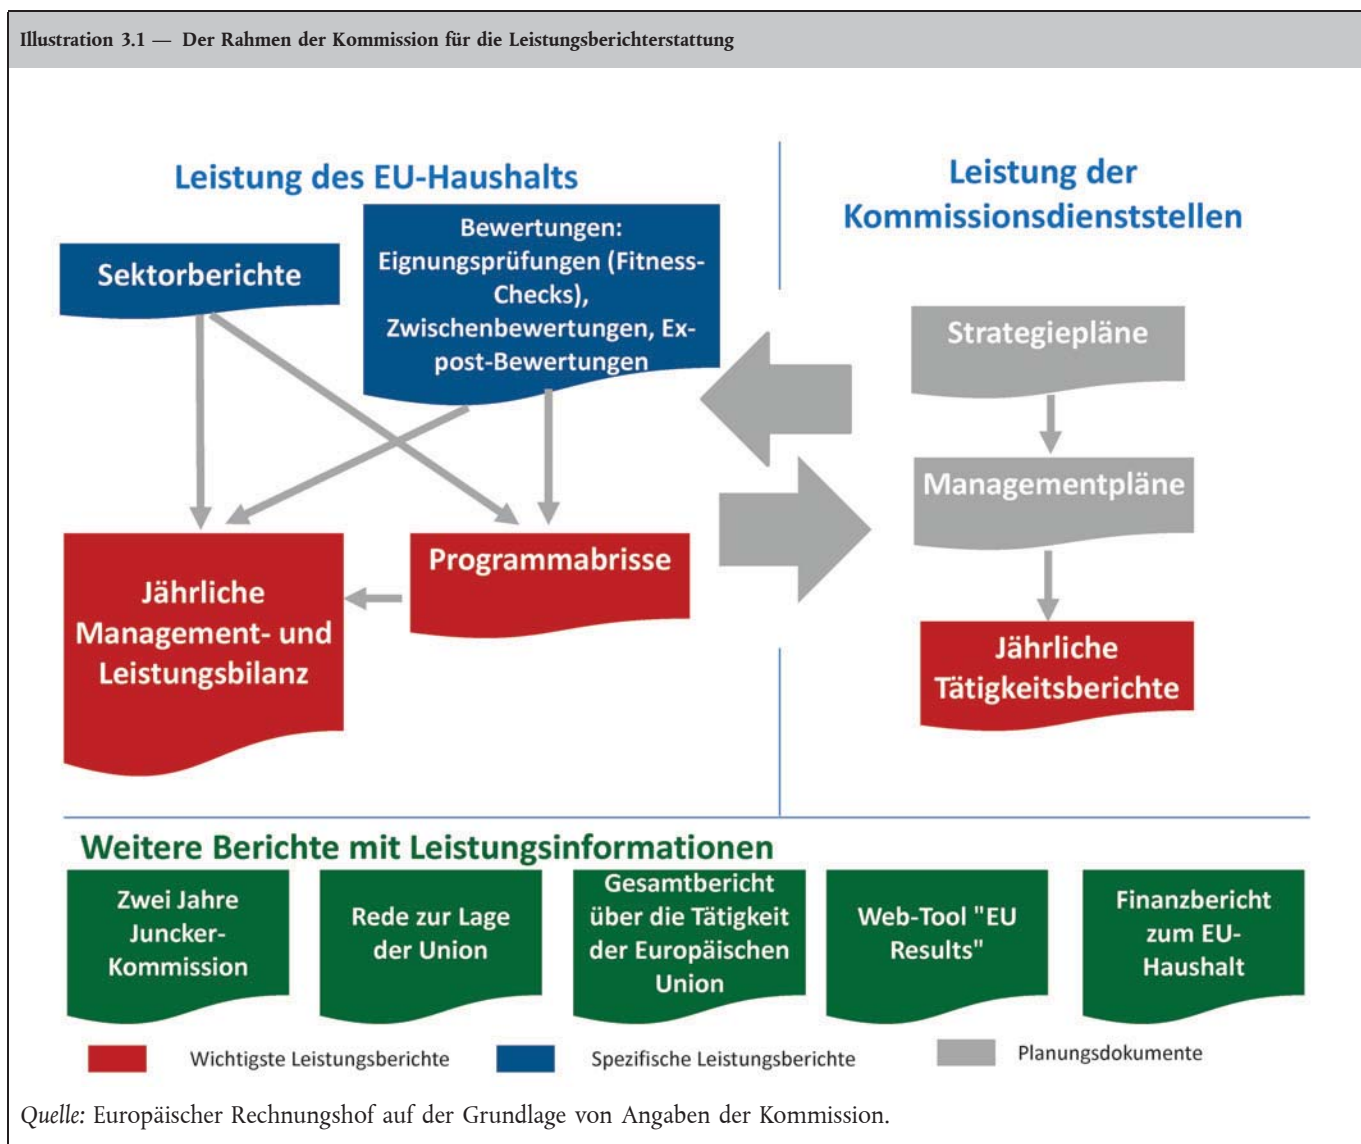 Illustration 3.1 — Der Rahmen der Kommission für die Leistungsberichterstattung
Leistung des EU-Haushalts
Sektorberichte
Bewertungen:
Eignungsprüfungen (Fitness-
Checks),
Zwischenbewertungen, Ex-
post-Bewertungen
Jährliche
Management- und
Leistungsbilanz
Programmabrisse
Leistung der
Kommissionsdienststellen
Strategiepläne
Managementpläne
Jährliche
Tätigkeitsberichte
Weitere Berichte mit Leistungsinformationen
Zwei Jahre
Juncker-
Kommission
Rede zur Lage
der Union
Gesamtbericht
über die Tätigkeit
der Europäischen
Union
Web-Tool "EU
Results"
Finanzbericht
zum EU-
Haushalt
Wichtigste Leistungsberichte
Spezifische Leistungsberichte
Planungsdokumente
Quelle: Europäischer Rechnungshof auf der Grundlage von Angaben der Kommission.